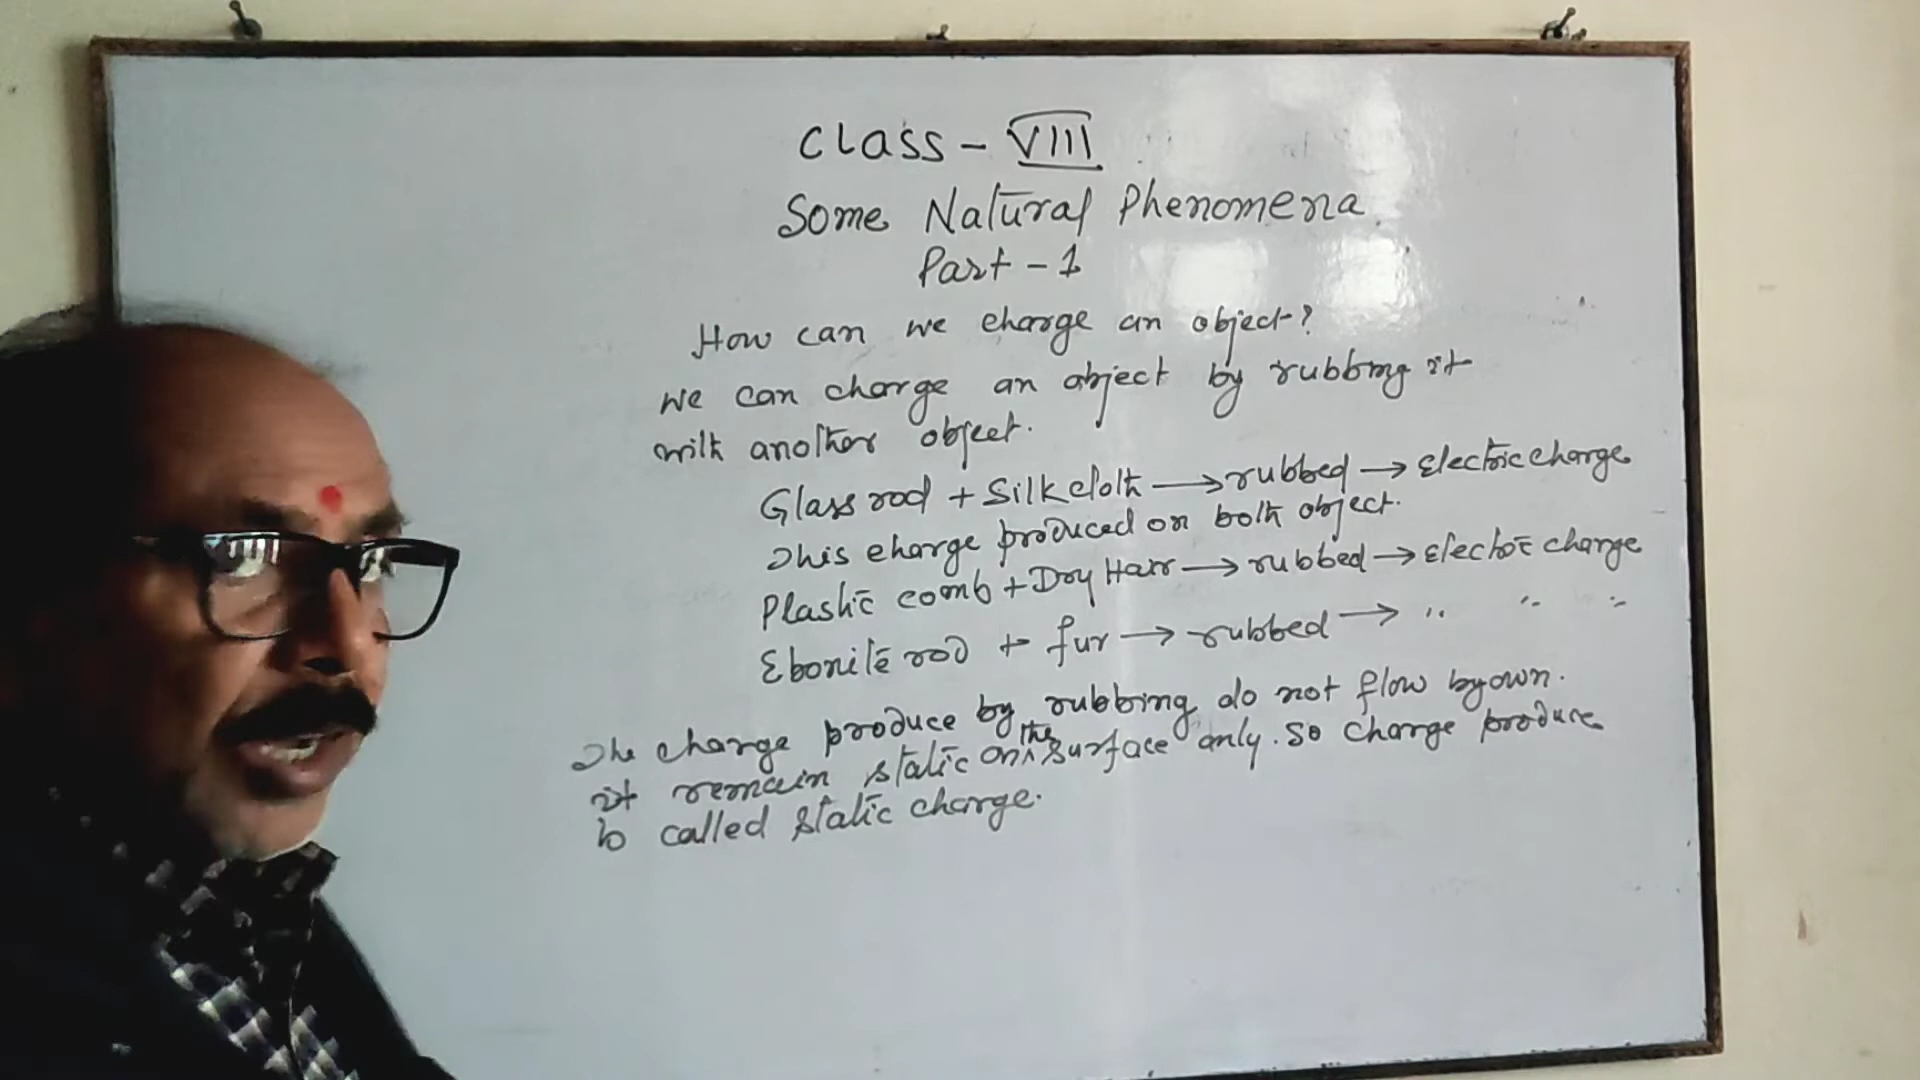 Class - VIII
Some Natural Phenomena
Part - 1
How can we charge an object?
we can charge an object by rubbing it
with another object.
Glass rod + Silk cloth → rubbed → Electric charge
This charge produced on both object.
Plastic comb + Dry Hair → rubbed → Electric charge
Ebonite rod + fur → rubbed → " " "
The charge produce by rubbing do not flow by own.
it remain static on the surface only. So charge produce
is called static charge.